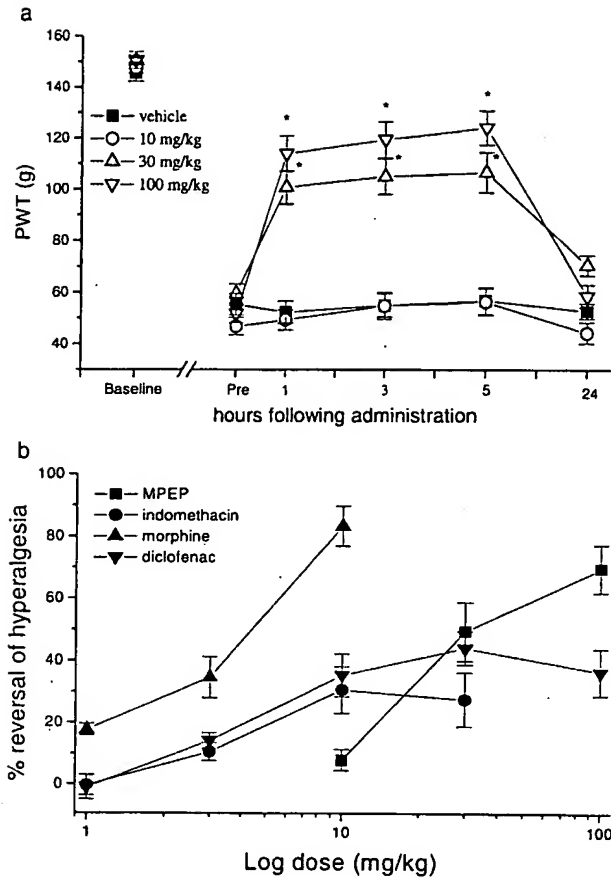 a
160
140
120
100
80
60
40
PWT (g)
vehicle
10 mg/kg
30 mg/kg
100 mg/kg
* * *
* * *
Baseline Pre 1 3 5 24
hours following administration
b
100
80
60
40
20
0
% reversal of hyperalgesia
MPEP
indomethacin
morphine
diclofenac
1 10 100
Log dose (mg/kg)